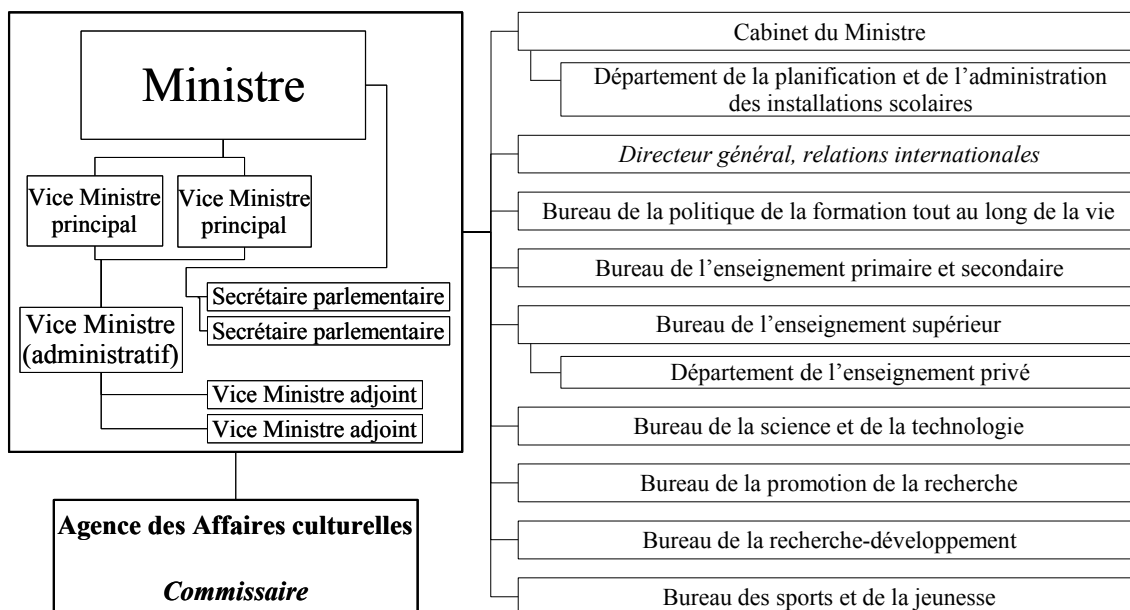 Ministre
Vice Ministre
principal
Vice Ministre
principal
Secrétaire parlementaire
Secrétaire parlementaire
Vice Ministre
(administratif)
Vice Ministre adjoint
Vice Ministre adjoint
Agence des Affaires culturelles
Commissaire
Cabinet du Ministre
Département de la planification et de l’administration
des installations scolaires
Directeur général, relations internationales
Bureau de la politique de la formation tout au long de la vie
Bureau de l’enseignement primaire et secondaire
Bureau de l’enseignement supérieur
Département de l’enseignement privé
Bureau de la science et de la technologie
Bureau de la promotion de la recherche
Bureau de la recherche-développement
Bureau des sports et de la jeunesse